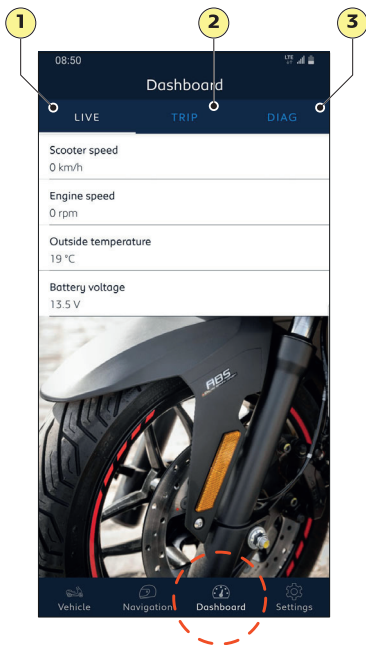 1 2 3
08:50 LTE
Dashboard
LIVE TRIP DIAG
Scooter speed
0 km/h
Engine speed
0 rpm
Outside temperature
19 °C
Battery voltage
13.5 V
ABS
Vehicle Navigation Dashboard Settings